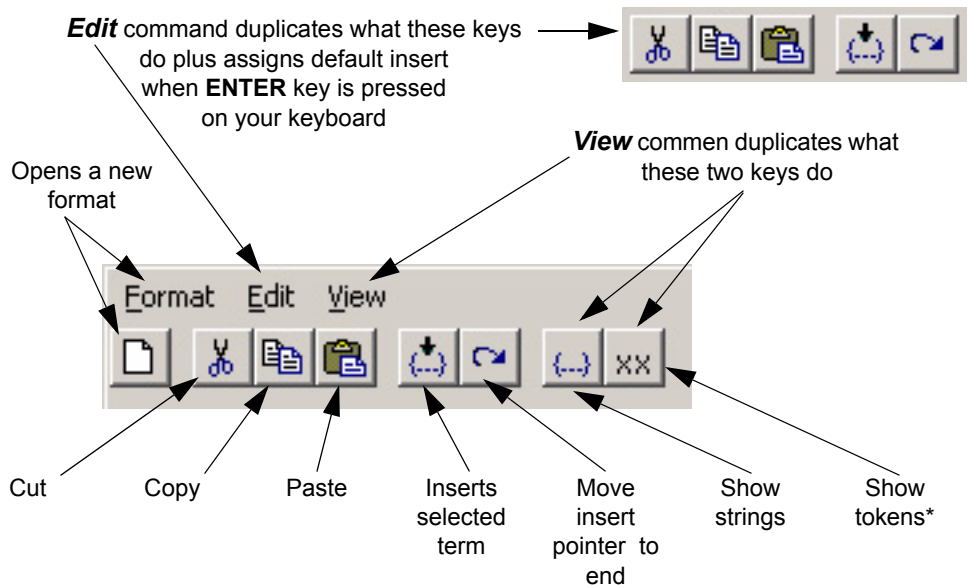 Edit command duplicates what these keys
do plus assigns default insert
when ENTER key is pressed
on your keyboard
View commen duplicates what
these two keys do
Opens a new
format
Format Edit View
{...} {...} xx
Cut
Copy
Paste
Inserts
selected
term
Move
insert
pointer to
end
Show
strings
Show
tokens*